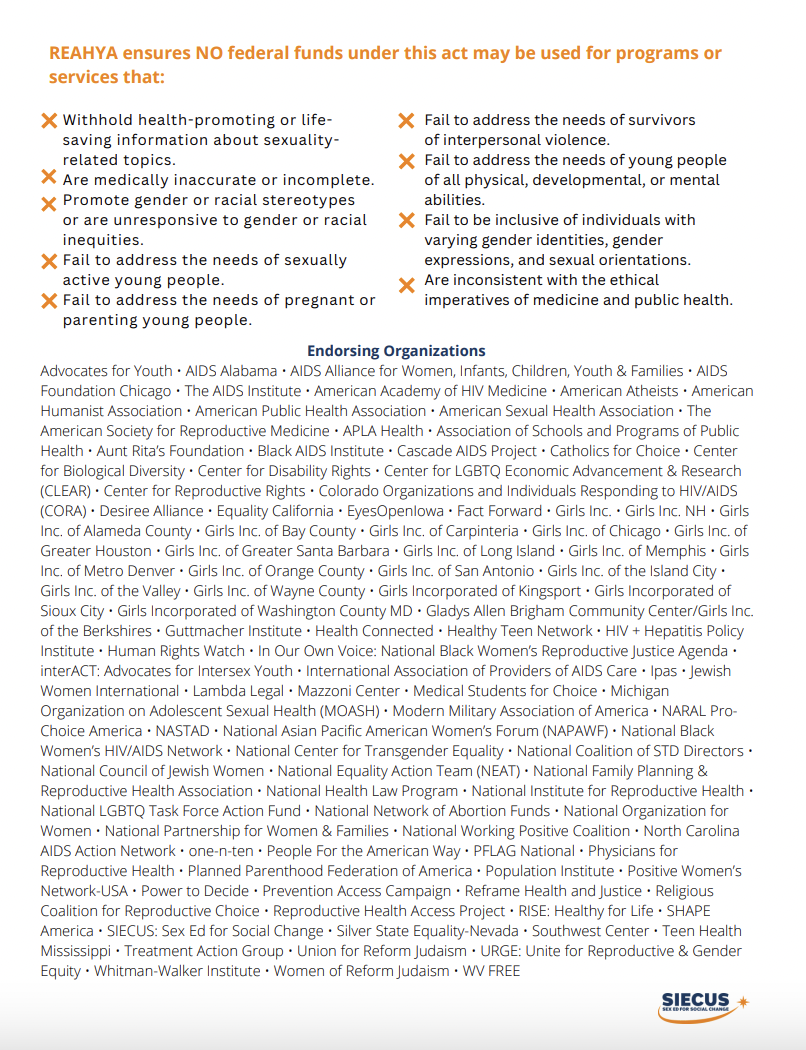 REAHYA ensures NO federal funds under this act may be used for programs or
services that:
Withhold health-promoting or life-
saving information about sexuality-
related topics.
Are medically inaccurate or incomplete.
Promote gender or racial stereotypes
or are unresponsive to gender or racial
inequities.
Fail to address the needs of sexually
active young people.
Fail to address the needs of pregnant or
parenting young people.
Fail to address the needs of survivors
of interpersonal violence.
Fail to address the needs of young people
of all physical, developmental, or mental
abilities.
Fail to be inclusive of individuals with
varying gender identities, gender
expressions, and sexual orientations.
Are inconsistent with the ethical
imperatives of medicine and public health.
Endorsing Organizations
Advocates for Youth • AIDS Alabama • AIDS Alliance for Women, Infants, Children, Youth & Families • AIDS
Foundation Chicago • The AIDS Institute • American Academy of HIV Medicine • American Atheists • American
Humanist Association • American Public Health Association • American Sexual Health Association • The
American Society for Reproductive Medicine • APLA Health • Association of Schools and Programs of Public
Health • Aunt Rita's Foundation • Black AIDS Institute • Cascade AIDS Project • Catholics for Choice • Center
for Biological Diversity • Center for Disability Rights • Center for LGBTQ Economic Advancement & Research
(CLEAR) • Center for Reproductive Rights • Colorado Organizations and Individuals Responding to HIV/AIDS
(CORA) • Desiree Alliance • Equality California • EyesOpenIowa • Fact Forward • Girls Inc. • Girls Inc. NH • Girls
Inc. of Alameda County • Girls Inc. of Bay County • Girls Inc. of Carpinteria • Girls Inc. of Chicago • Girls Inc. of
Greater Houston • Girls Inc. of Greater Santa Barbara • Girls Inc. of Long Island • Girls Inc. of Memphis • Girls
Inc. of Metro Denver • Girls Inc. of Orange County • Girls Inc. of San Antonio • Girls Inc. of the Island City •
Girls Inc. of the Valley • Girls Inc. of Wayne County • Girls Incorporated of Kingsport • Girls Incorporated of
Sioux City • Girls Incorporated of Washington County MD • Gladys Allen Brigham Community Center/Girls Inc.
of the Berkshires • Guttmacher Institute • Health Connected • Healthy Teen Network • HIV + Hepatitis Policy
Institute • Human Rights Watch • In Our Own Voice: National Black Women's Reproductive Justice Agenda •
interACT: Advocates for Intersex Youth • International Association of Providers of AIDS Care • Ipas • Jewish
Women International • Lambda Legal • Mazzoni Center • Medical Students for Choice • Michigan
Organization on Adolescent Sexual Health (MOASH) • Modern Military Association of America • NARAL Pro-
Choice America • NASTAD • National Asian Pacific American Women's Forum (NAPAWF) • National Black
Women's HIV/AIDS Network • National Center for Transgender Equality • National Coalition of STD Directors •
National Council of Jewish Women • National Equality Action Team (NEAT) • National Family Planning &
Reproductive Health Association • National Health Law Program • National Institute for Reproductive Health •
National LGBTQ Task Force Action Fund • National Network of Abortion Funds • National Organization for
Women • National Partnership for Women & Families • National Working Positive Coalition • North Carolina
AIDS Action Network • one-n-ten • People For the American Way • PFLAG National • Physicians for
Reproductive Health • Planned Parenthood Federation of America • Population Institute • Positive Women's
Network-USA • Power to Decide • Prevention Access Campaign • Reframe Health and Justice • Religious
Coalition for Reproductive Choice • Reproductive Health Access Project • RISE: Healthy for Life • SHAPE
America • SIECUS: Sex Ed for Social Change • Silver State Equality-Nevada • Southwest Center • Teen Health
Mississippi • Treatment Action Group • Union for Reform Judaism • URGE: Unite for Reproductive & Gender
Equity • Whitman-Walker Institute • Women of Reform Judaism • WV FREE
SIECUS
SEX ED FOR SOCIAL CHANGE